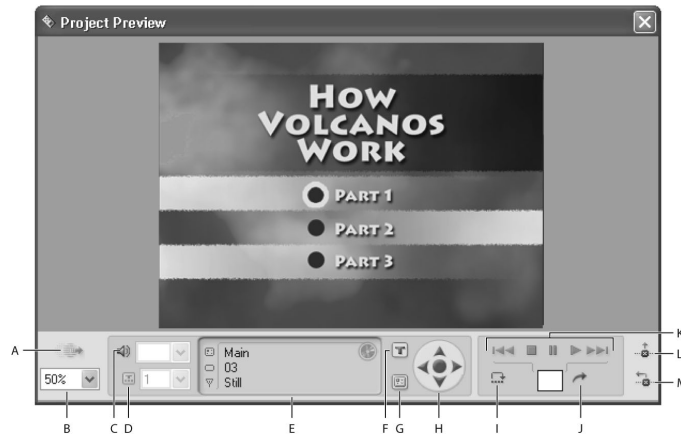 Project Preview
How
Volcanos
Work
Part 1
Part 2
Part 3
K
A
Main
L
50%
1
03
Still
M
B
C
D
E
F
G
H
I
J